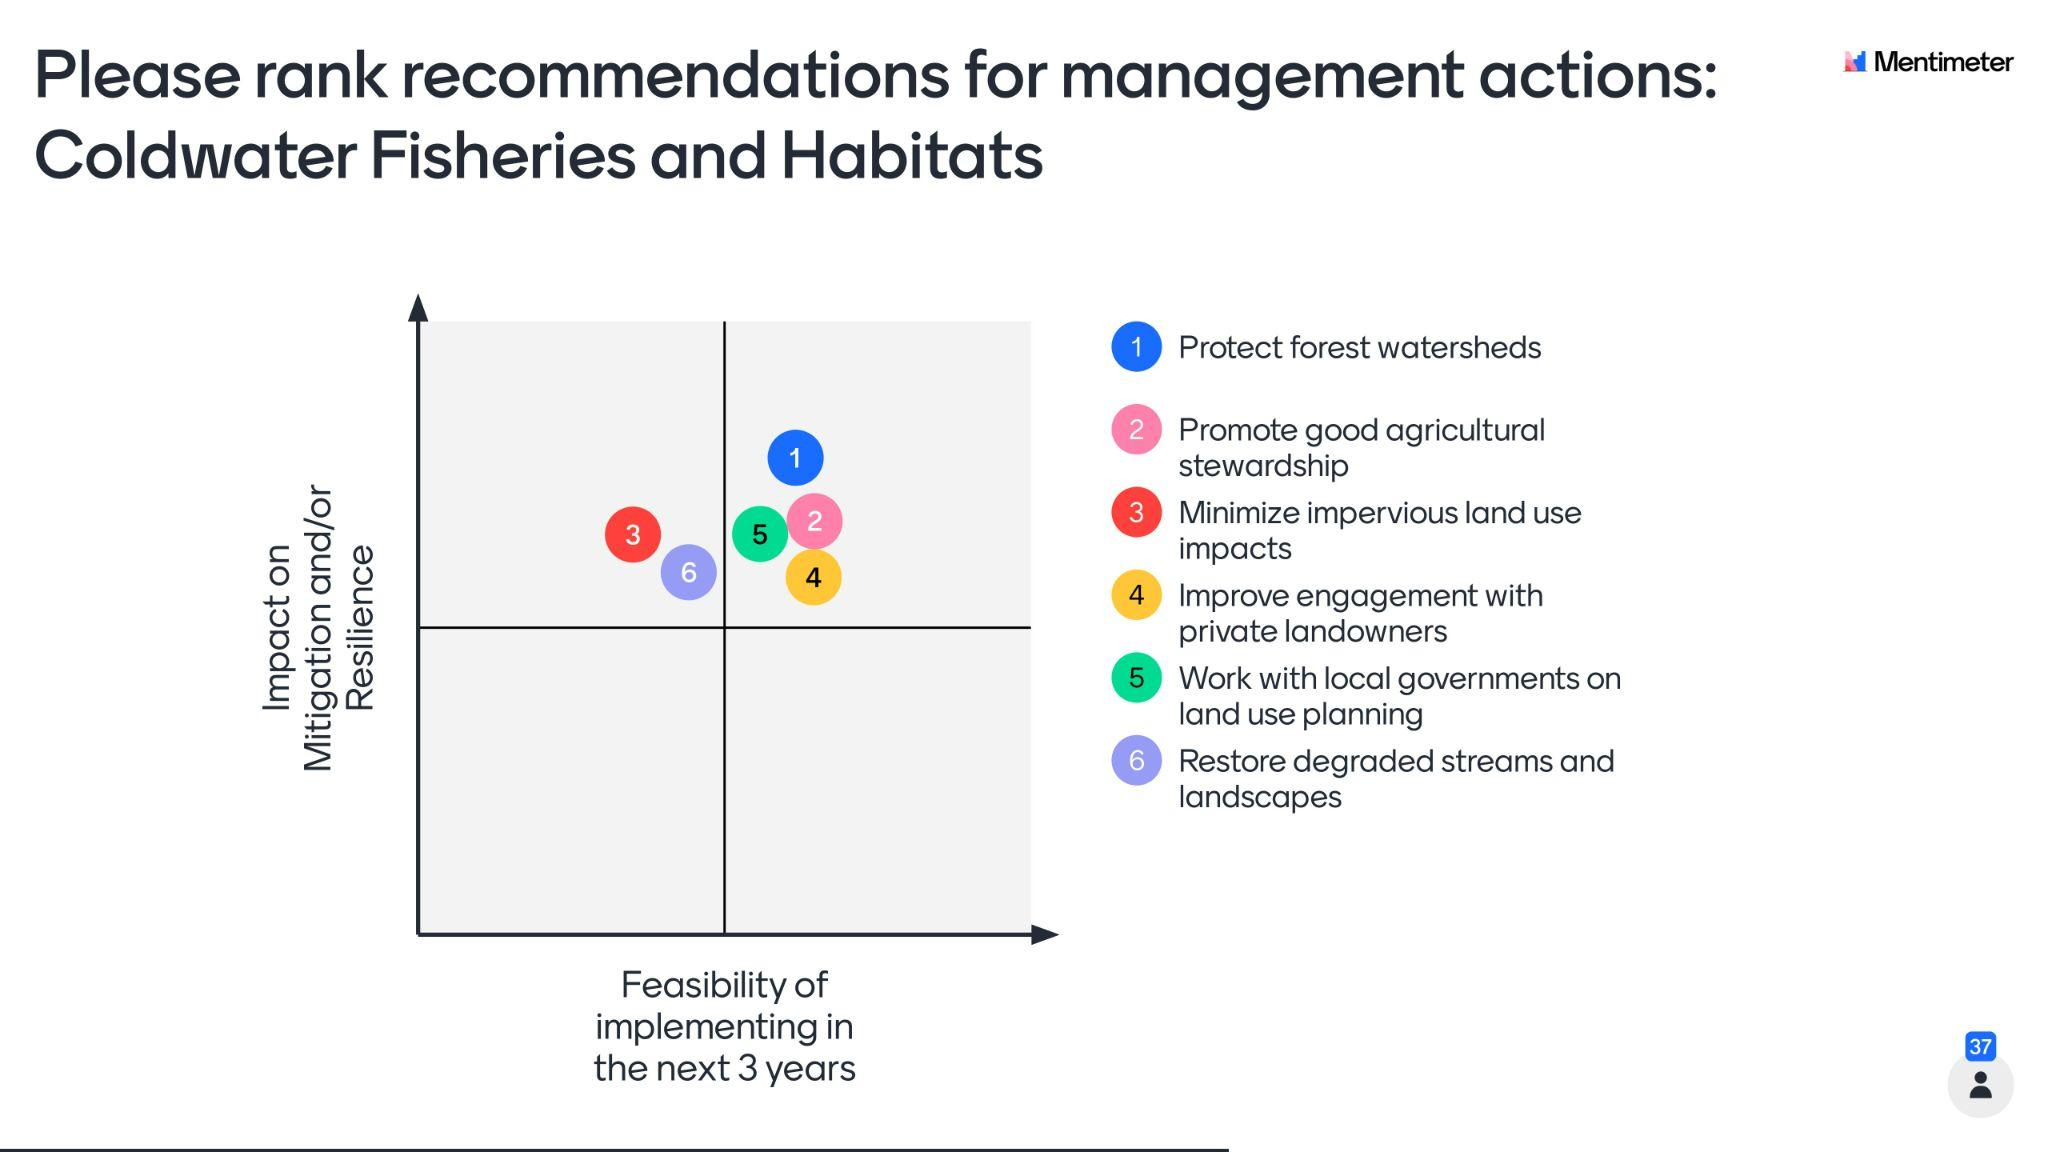 Please rank recommendations for management actions:
Coldwater Fisheries and Habitats
Mentimeter
Impact on
Mitigation and/or
Resilience
1
3
5
2
6
4
Feasibility of
implementing in
the next 3 years
1 Protect forest watersheds
2 Promote good agricultural
stewardship
3 Minimize impervious land use
impacts
4 Improve engagement with
private landowners
5 Work with local governments on
land use planning
6 Restore degraded streams and
landscapes
37